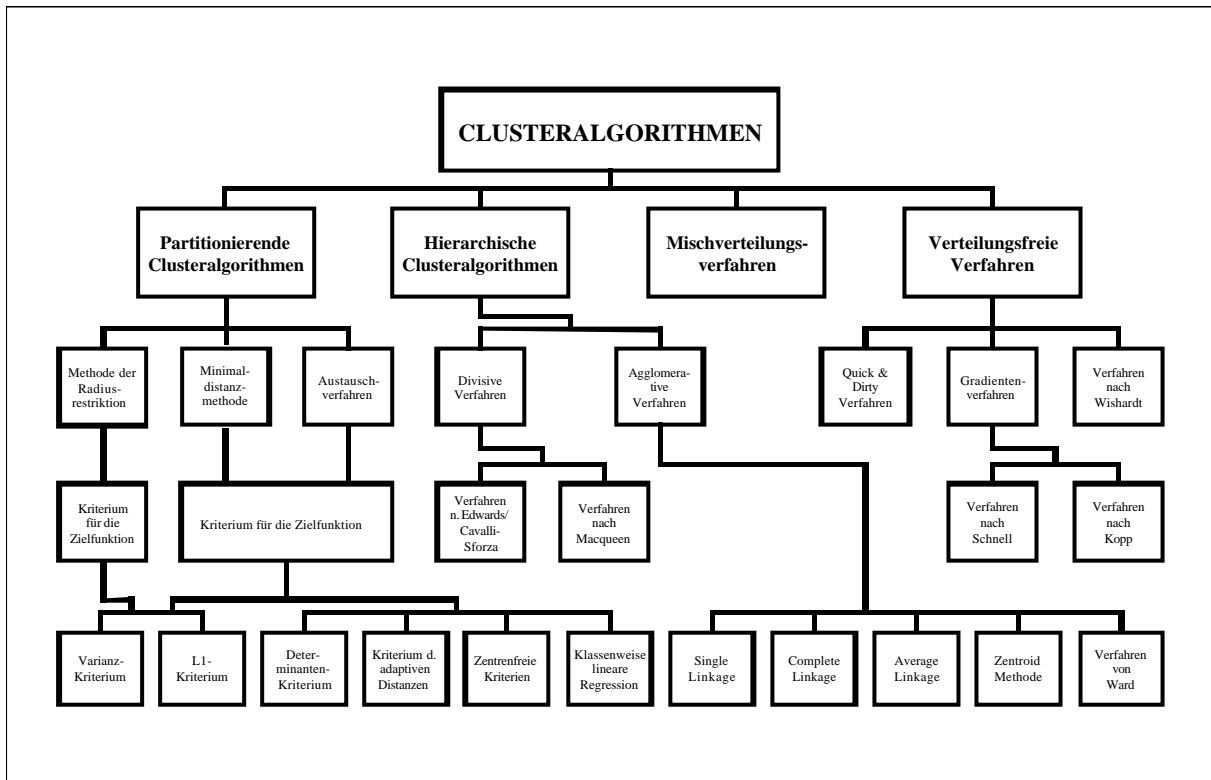 CLUSTERALGORITHMEN
Partitionierende
Clusteralgorithmen
Hierarchische
Clusteralgorithmen
Mischverteilungs-
verfahren
Verteilungsfreie
Verfahren
Methode der
Radius-
restriktion
Minimal-
distanz-
methode
Austausch-
verfahren
Divisive
Verfahren
Agglomera-
tive
Verfahren
Quick &
Dirty
Verfahren
Gradienten-
verfahren
Verfahren
nach
Wishardt
Kriterium
für die
Zielfunktion
Kriterium für die Zielfunktion
Verfahren
n. Edwards/
Cavalli-
Sforza
Verfahren
nach
Macqueen
Verfahren
nach
Schnell
Verfahren
nach
Kopp
Varianz-
Kriterium
L1-
Kriterium
Deter-
minanten-
Kriterium
Kriterium d.
adaptiven
Distanzen
Zentrenfreie
Kriterien
Klassenweise
lineare
Regression
Single
Linkage
Complete
Linkage
Average
Linkage
Zentroid
Methode
Verfahren
von
Ward